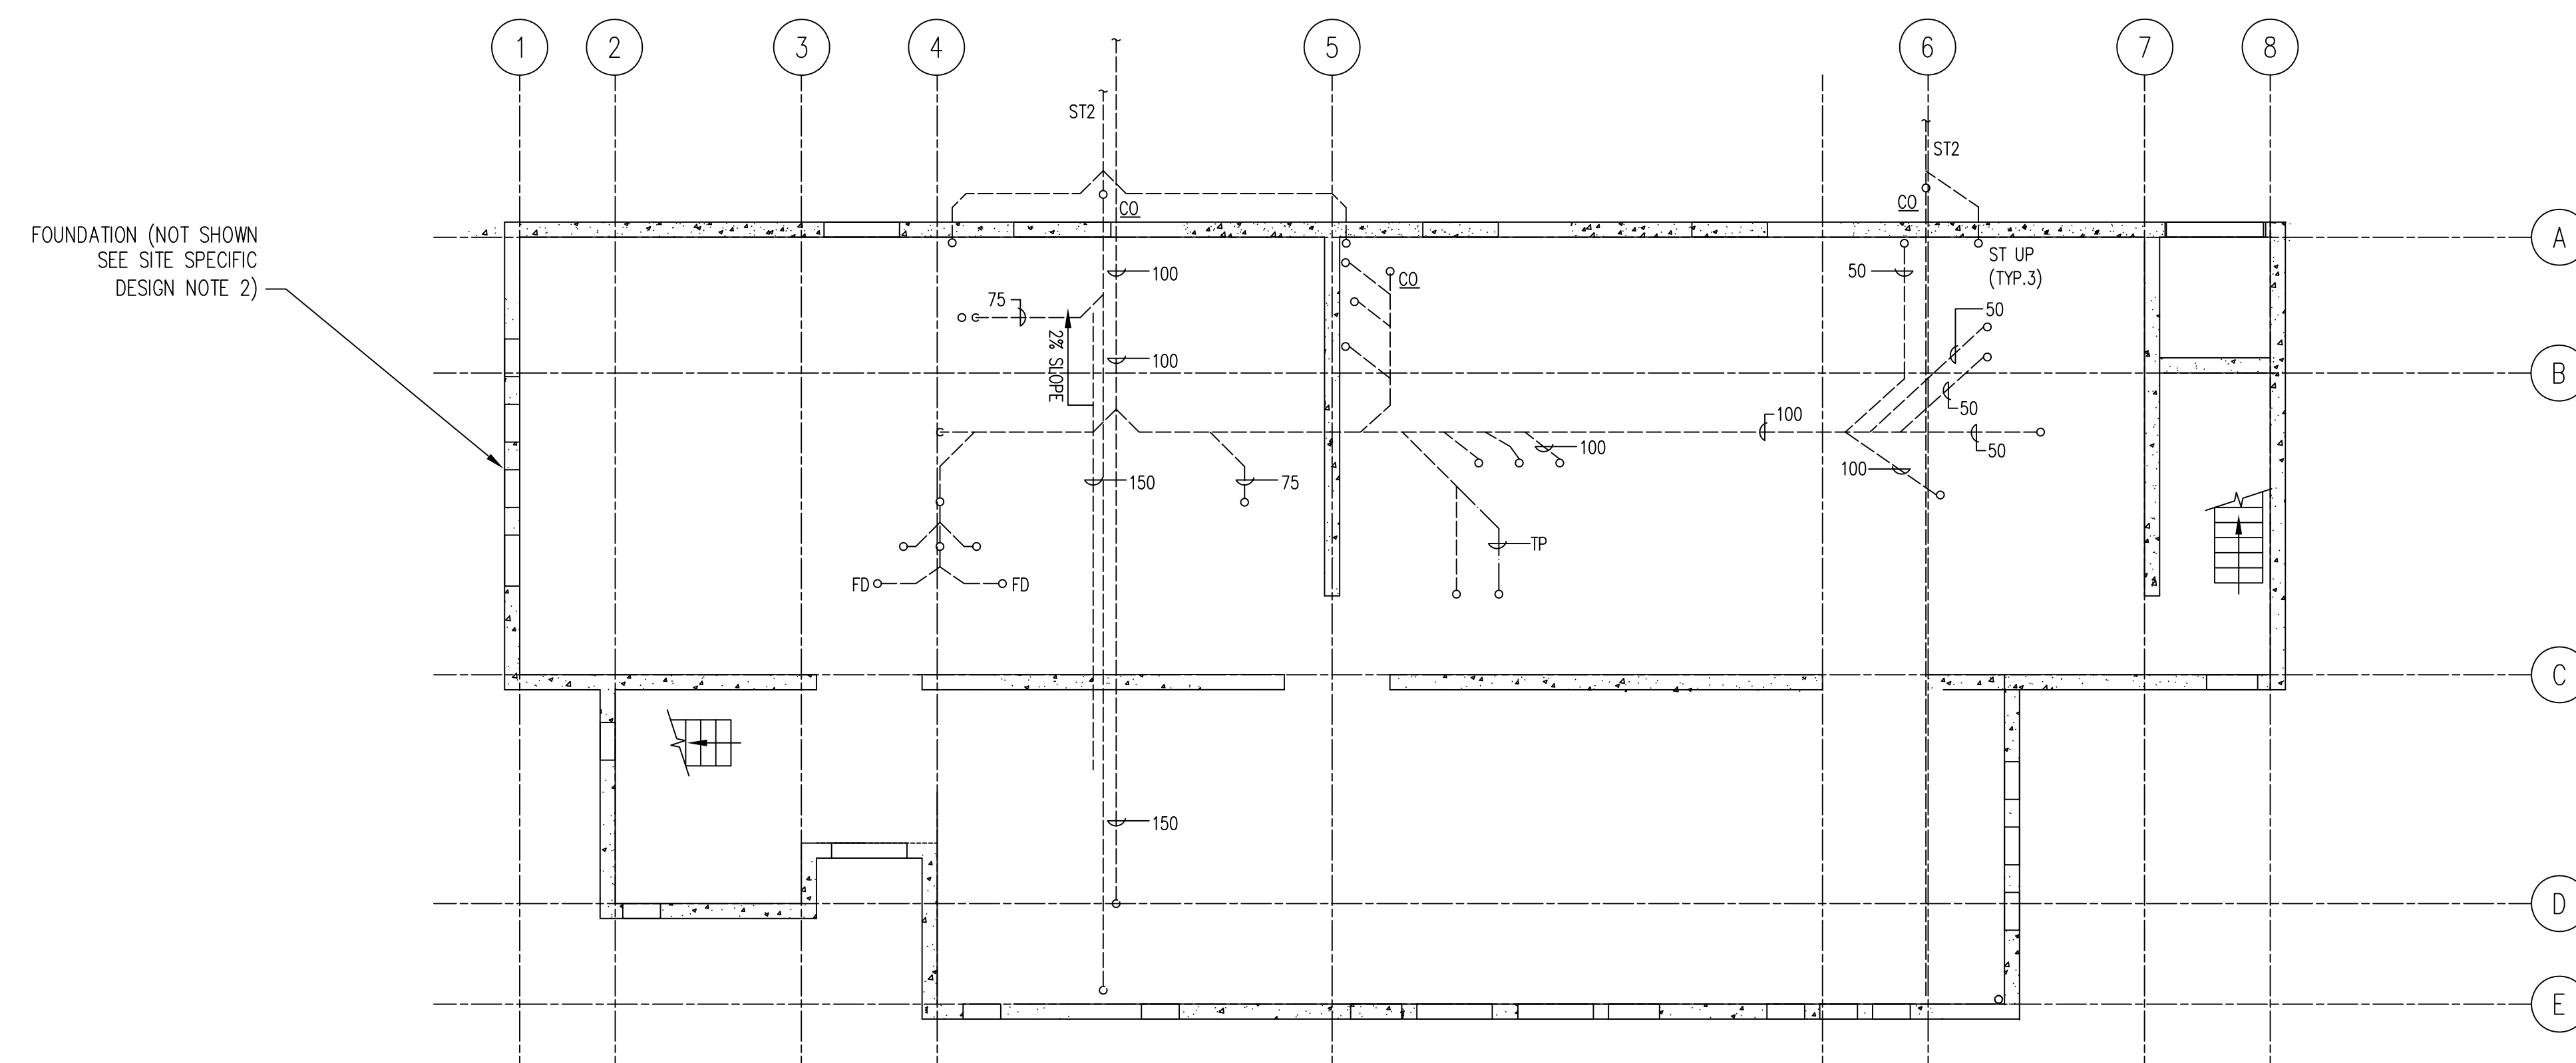 1
2
3
4
5
6
7
8
ST2
ST2
CO
CO
A
FOUNDATION (NOT SHOWN
SEE SITE SPECIFIC
DESIGN NOTE 2)
ST UP
(TYP.3)
100
CO
50
75
50
2% SLOPE
100
B
50
100
100
50
150
75
100
TP
FD
FD
C
150
D
E